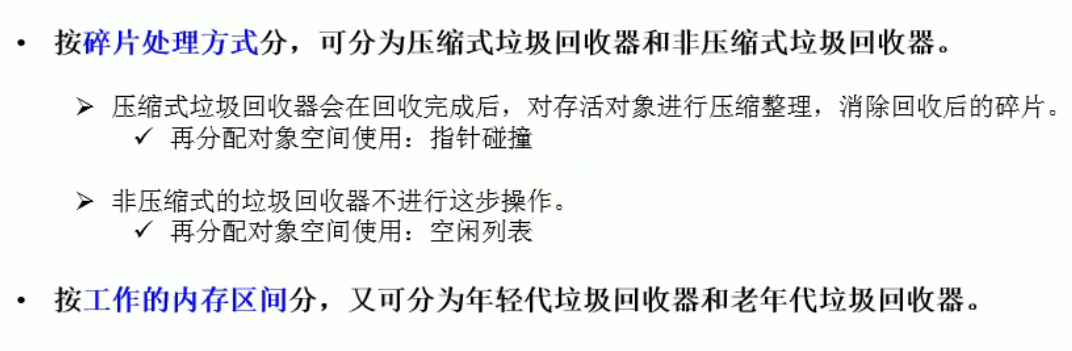 • 按碎片处理方式分，可分为压缩式垃圾回收器和非压缩式垃圾回收器。
➢ 压缩式垃圾回收器会在回收完成后，对存活对象进行压缩整理，消除回收后的碎片。
✓ 再分配对象空间使用：指针碰撞
➢ 非压缩式的垃圾回收器不进行这步操作。
✓ 再分配对象空间使用：空闲列表
• 按工作的内存区间分，又可分为年轻代垃圾回收器和老年代垃圾回收器。